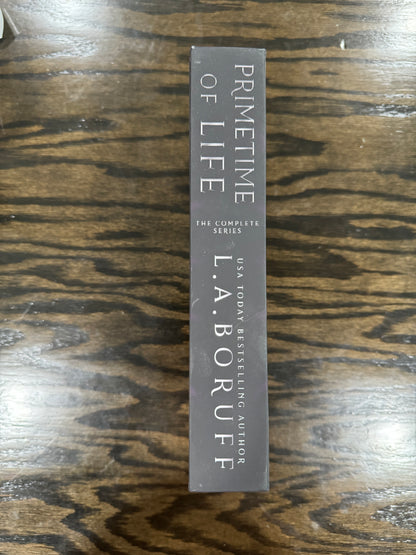 PRIMETIME
OF LIFE
THE COMPLETE
SERIES
USA TODAY BESTSELLING AUTHOR
L.A. BORUFF